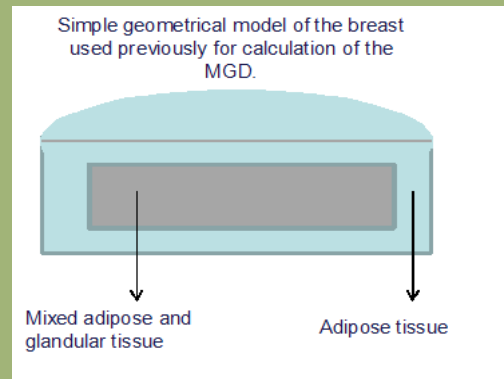 Simple geometrical model of the breast
used previously for calculation of the
MGD.
Mixed adipose and
glandular tissue
Adipose tissue